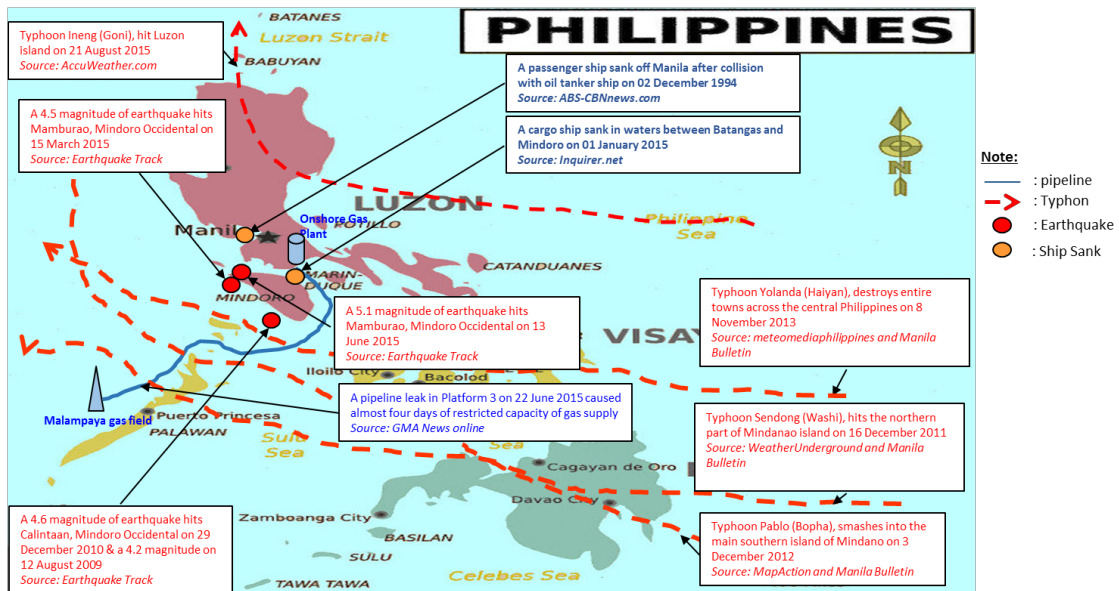 PHILIPPINES
BATANES
Luzon Strait
BABUYAN
Typhoon Ineng (Goni), hit Luzon
island on 21 August 2015
Source: AccuWeather.com
A passenger ship sank off Manila after collision
with oil tanker ship on 02 December 1994
Source: ABS-CBNnews.com
A 4.5 magnitude of earthquake hits
Mamburao, Mindoro Occidental on
15 March 2015
Source: Earthquake Track
A cargo ship sank in waters between Batangas and
Mindoro on 01 January 2015
Source: Inquirer.net
N
Note:
: pipeline
: Typhon
: Earthquake
: Ship Sank
LUZON
Philippine
Sea
Onshore Gas
Plant
POTILLO
Manil
CATANDUANES
MARIN-
DUQUE
MINDORO
A 5.1 magnitude of earthquake hits
Mamburao, Mindoro Occidental on 13
June 2015
Source: Earthquake Track
Typhoon Yolanda (Haiyan), destroys entire
towns across the central Philippines on 8
November 2013
Source: meteomediaphilippines and Manila
Bulletin
VISAY
Iloilo City
Bacolod
A pipeline leak in Platform 3 on 22 June 2015 caused
almost four days of restricted capacity of gas supply
Source: GMA News online
Malampaya gas field
Puerto Princesa
PALAWAN
Sulu
Sea
Sea
Typhoon Sendong (Washi), hits the northern
part of Mindanao island on 16 December 2011
Source: WeatherUnderground and Manila
Bulletin
Cagayan de Oro
Davao City
Zamboanga City
BASILAN
SULU
TAWA TAWA
Celebes Sea
A 4.6 magnitude of earthquake hits
Calintaan, Mindoro Occidental on 29
December 2010 & a 4.2 magnitude on
12 August 2009
Source: Earthquake Track
Typhoon Pablo (Bopha), smashes into the
main southern island of Mindano on 3
December 2012
Source: MapAction and Manila Bulletin